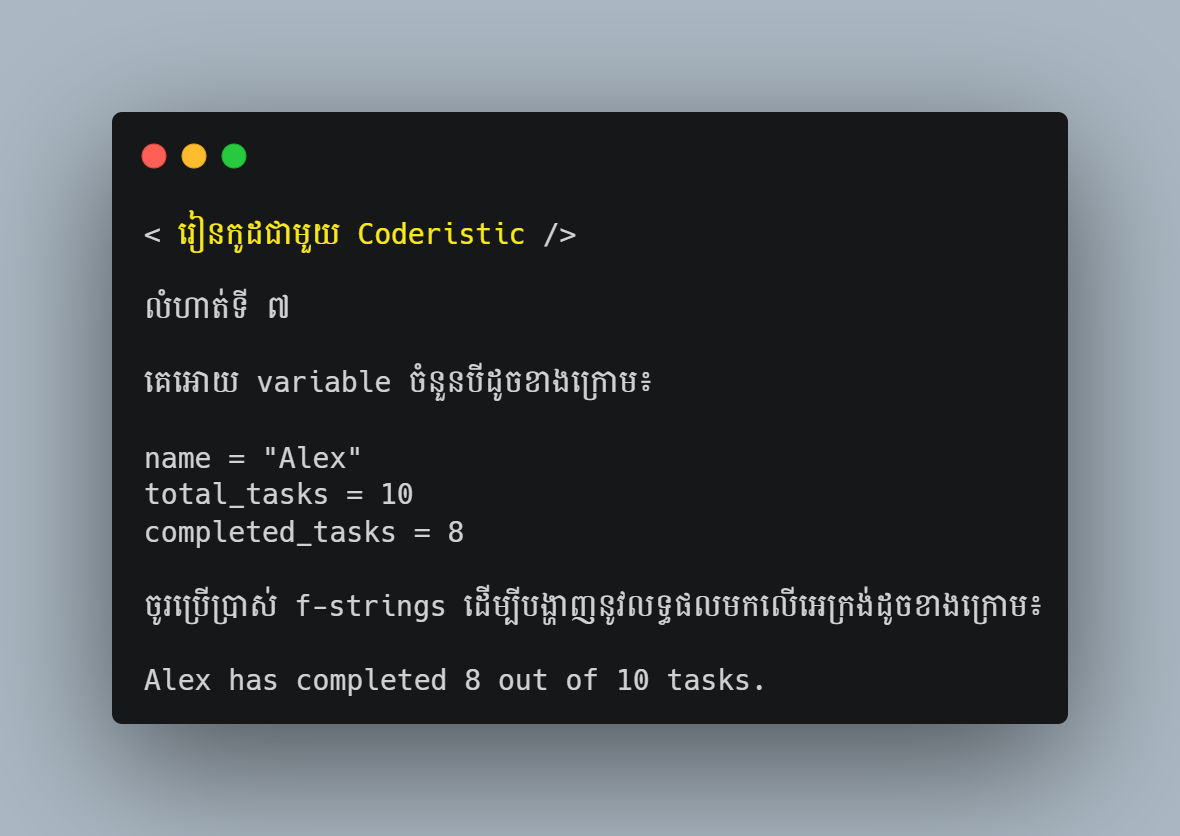 < រៀនកូដជាមួយ Coderistic />
លំហាត់ទី ៧
គេអោយ variable ចំនួនបីដូចខាងក្រោម៖
name = "Alex"
total_tasks = 10
completed_tasks = 8
ចូរប្រើប្រាស់ f-strings ដើម្បីបង្ហាញនូវលទ្ធផលមកលើអេក្រង់ដូចខាងក្រោម៖
Alex has completed 8 out of 10 tasks.